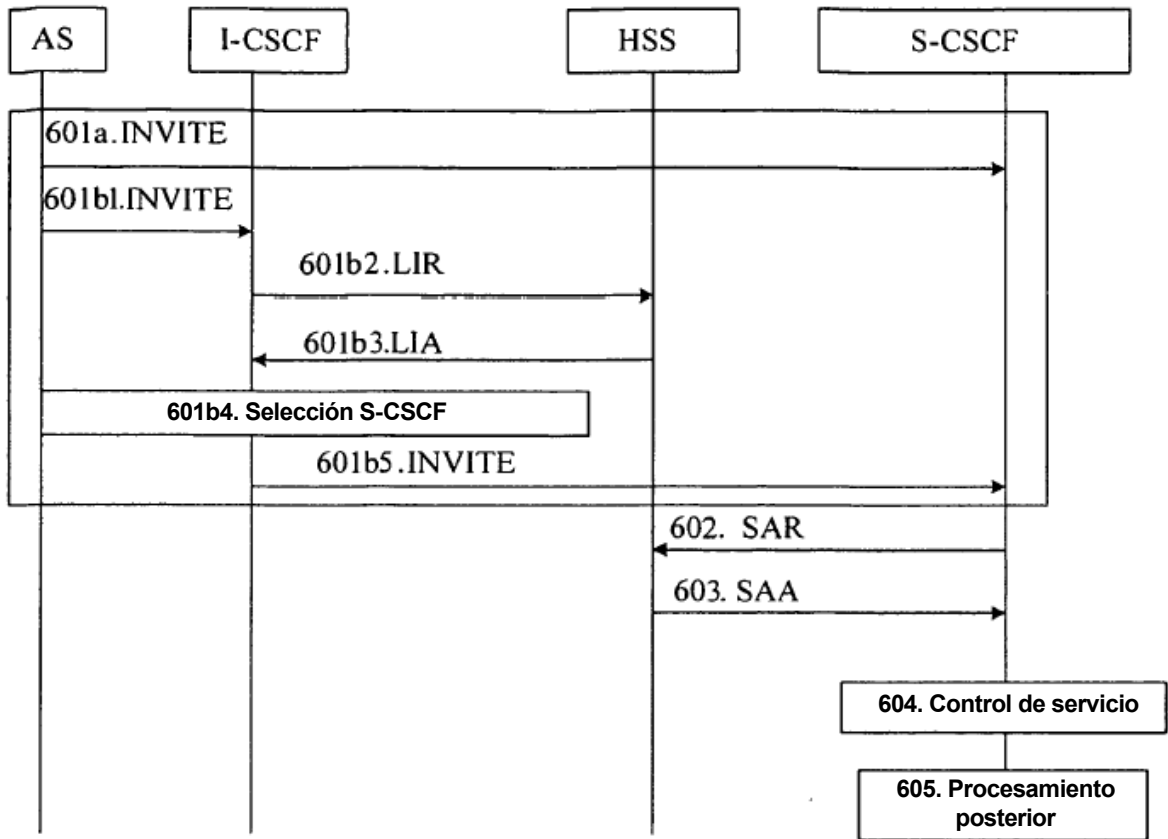 AS
I-CSCF
HSS
S-CSCF
601a.INVITE
601b1.INVITE
601b2.LIR
601b3.LIA
601b4. Selección S-CSCF
601b5.INVITE
602. SAR
603. SAA
604. Control de servicio
605. Procesamiento
posterior